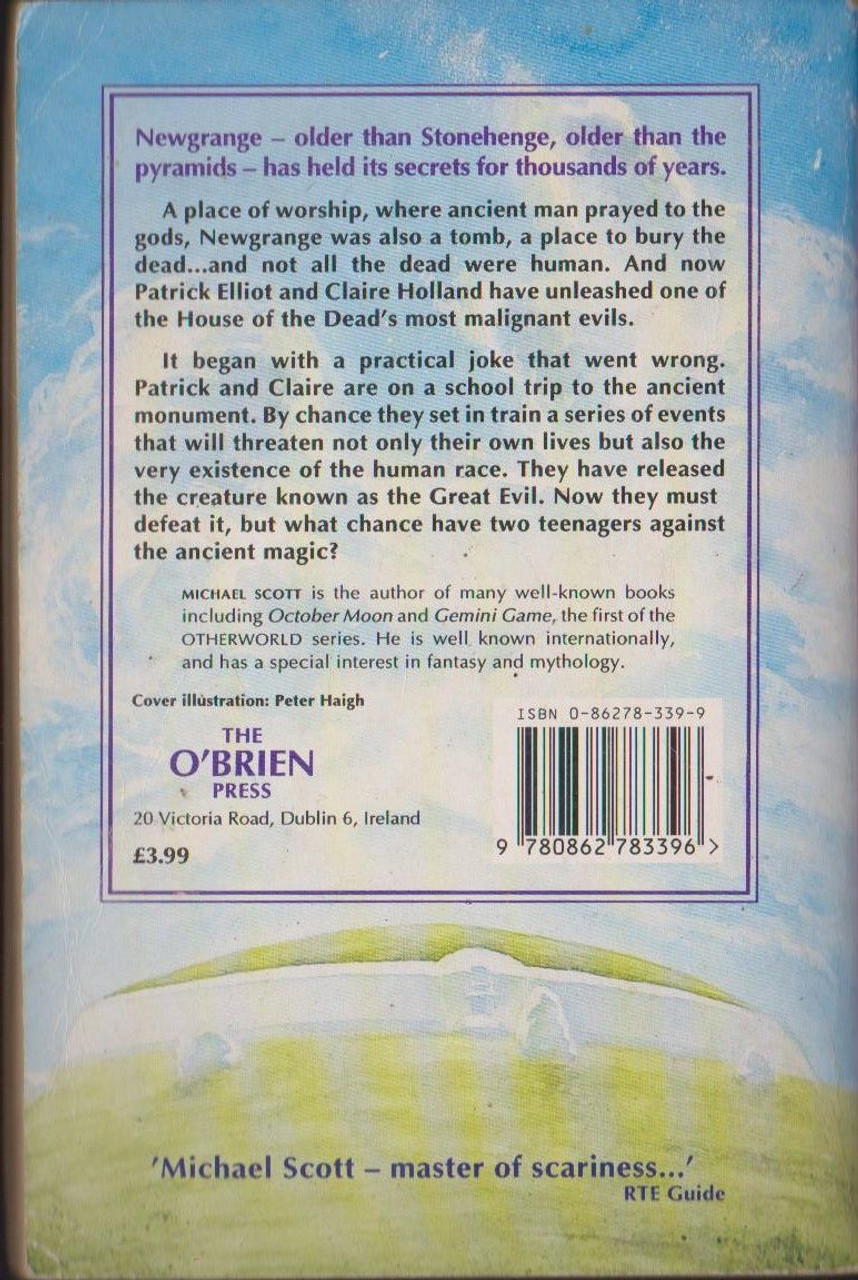 Newgrange – older than Stonehenge, older than the
pyramids – has held its secrets for thousands of years.
A place of worship, where ancient man prayed to the
gods, Newgrange was also a tomb, a place to bury the
dead...and not all the dead were human. And now
Patrick Elliot and Claire Holland have unleashed one of
the House of the Dead's most malignant evils.
It began with a practical joke that went wrong.
Patrick and Claire are on a school trip to the ancient
monument. By chance they set in train a series of events
that will threaten not only their own lives but also the
very existence of the human race. They have released
the creature known as the Great Evil. Now they must
defeat it, but what chance have two teenagers against
the ancient magic?
MICHAEL SCOTT is the author of many well-known books
including October Moon and Gemini Game, the first of the
OTHERWORLD series. He is well known internationally,
and has a special interest in fantasy and mythology.
Cover illustration: Peter Haigh
THE
O'BRIEN
PRESS
20 Victoria Road, Dublin 6, Ireland
£3.99
ISBN 0-86278-339-9
9 780862 783396 >
'Michael Scott – master of scariness...'
RTE Guide